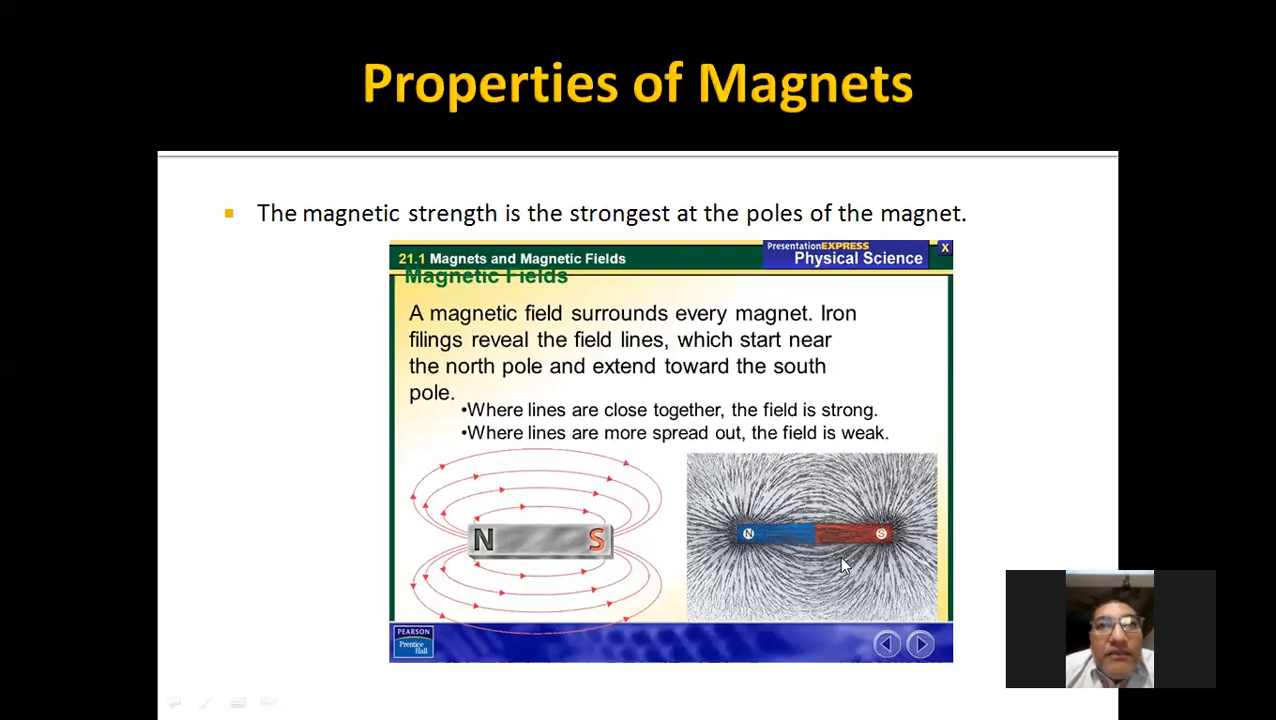 Properties of Magnets
▪ The magnetic strength is the strongest at the poles of the magnet.
PresentationEXPRESS
Physical Science
X
21.1 Magnets and Magnetic Fields
Magnetic Fields
A magnetic field surrounds every magnet. Iron
filings reveal the field lines, which start near
the north pole and extend toward the south
pole.
•Where lines are close together, the field is strong.
•Where lines are more spread out, the field is weak.
N S
N S
PEARSON
Prentice
Hall